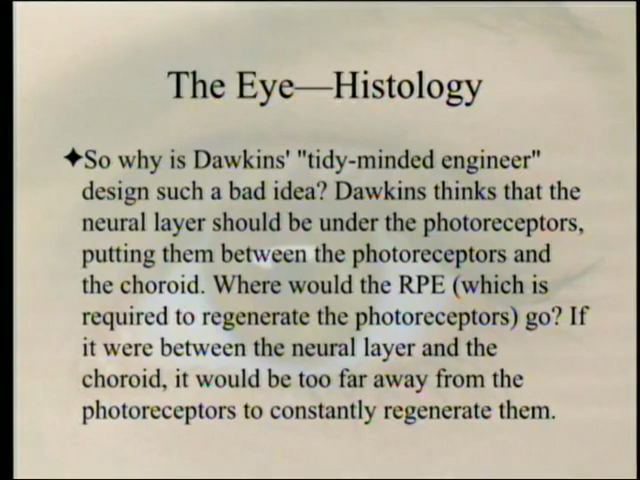 The Eye—Histology
✦So why is Dawkins' "tidy-minded engineer"
design such a bad idea? Dawkins thinks that the
neural layer should be under the photoreceptors,
putting them between the photoreceptors and
the choroid. Where would the RPE (which is
required to regenerate the photoreceptors) go? If
it were between the neural layer and the
choroid, it would be too far away from the
photoreceptors to constantly regenerate them.